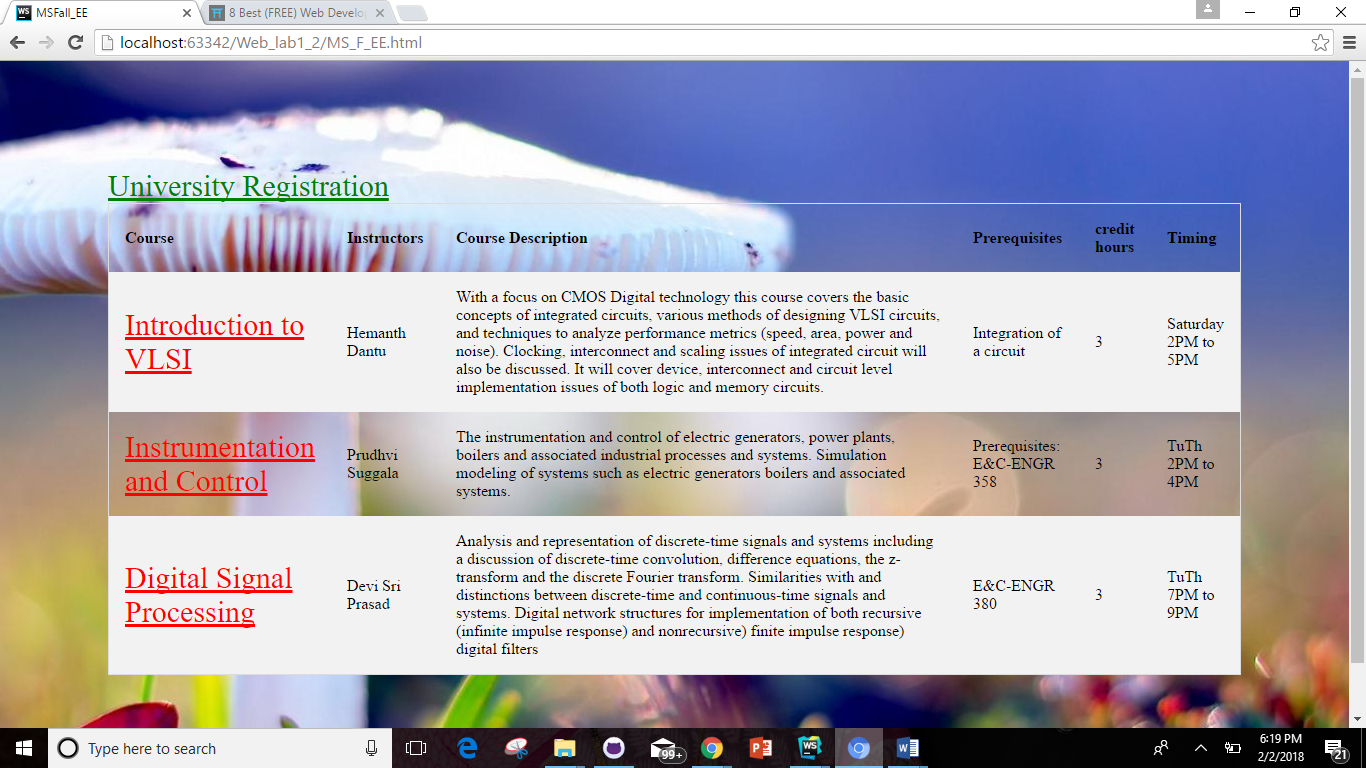 MSFall_EE
8 Best (FREE) Web Develo
localhost:63342/Web_lab1_2/MS_F_EE.html
University Registration
Course Instructors Course Description Prerequisites credit hours Timing
Introduction to
VLSI
Hemanth
Dantu
With a focus on CMOS Digital technology this course covers the basic
concepts of integrated circuits, various methods of designing VLSI circuits,
and techniques to analyze performance metrics (speed, area, power and
noise). Clocking, interconnect and scaling issues of integrated circuit will
also be discussed. It will cover device, interconnect and circuit level
implementation issues of both logic and memory circuits.
Integration of
a circuit
3
Saturday
2PM to
5PM
Instrumentation
and Control
Prudhvi
Suggala
The instrumentation and control of electric generators, power plants,
boilers and associated industrial processes and systems. Simulation
modeling of systems such as electric generators boilers and associated
systems.
Prerequisites:
E&C-ENGR
358
3
TuTh
2PM to
4PM
Digital Signal
Processing
Devi Sri
Prasad
Analysis and representation of discrete-time signals and systems including
a discussion of discrete-time convolution, difference equations, the z-
transform and the discrete Fourier transform. Similarities with and
distinctions between discrete-time and continuous-time signals and
systems. Digital network structures for implementation of both recursive
(infinite impulse response) and nonrecursive) finite impulse response)
digital filters
E&C-ENGR
380
3
TuTh
7PM to
9PM
Type here to search
99+
WS
6:19 PM
2/2/2018
21